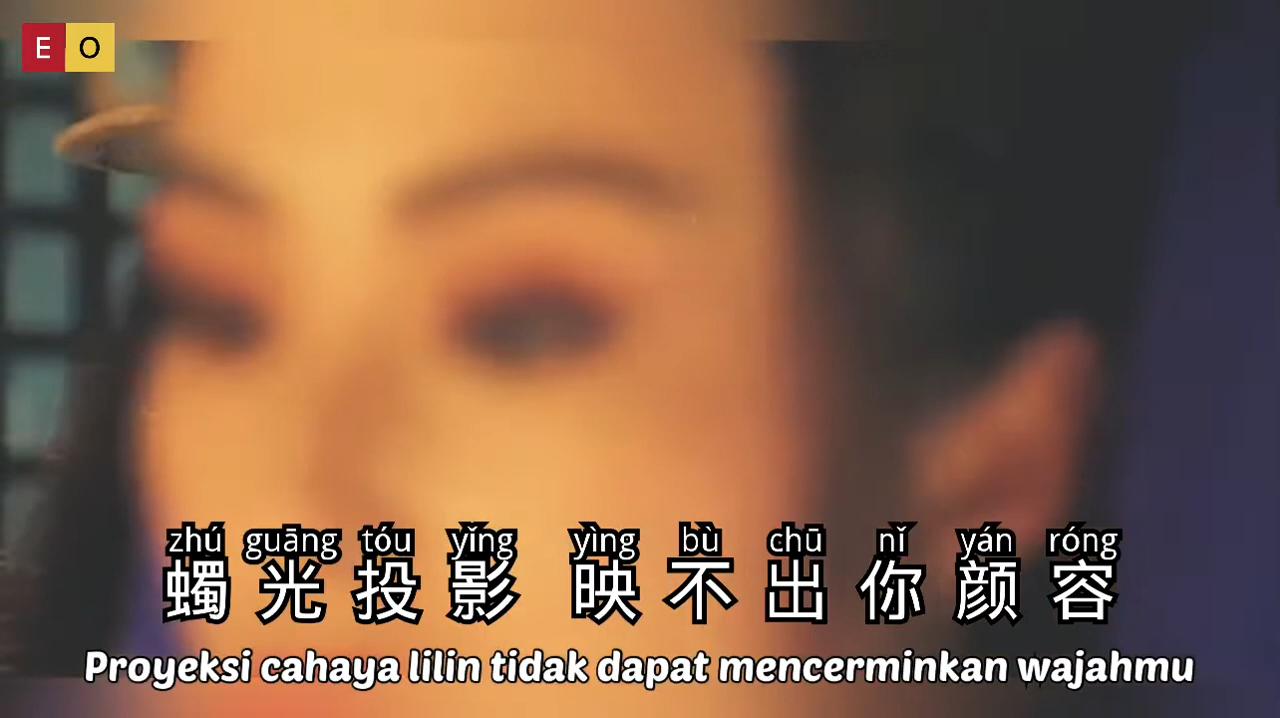 E O
zhú guāng tóu yǐng yìng bù chū nǐ yán róng
蠋光投影 映不出你颜容
Proyeksi cahaya lilin tidak dapat mencerminkan wajahmu